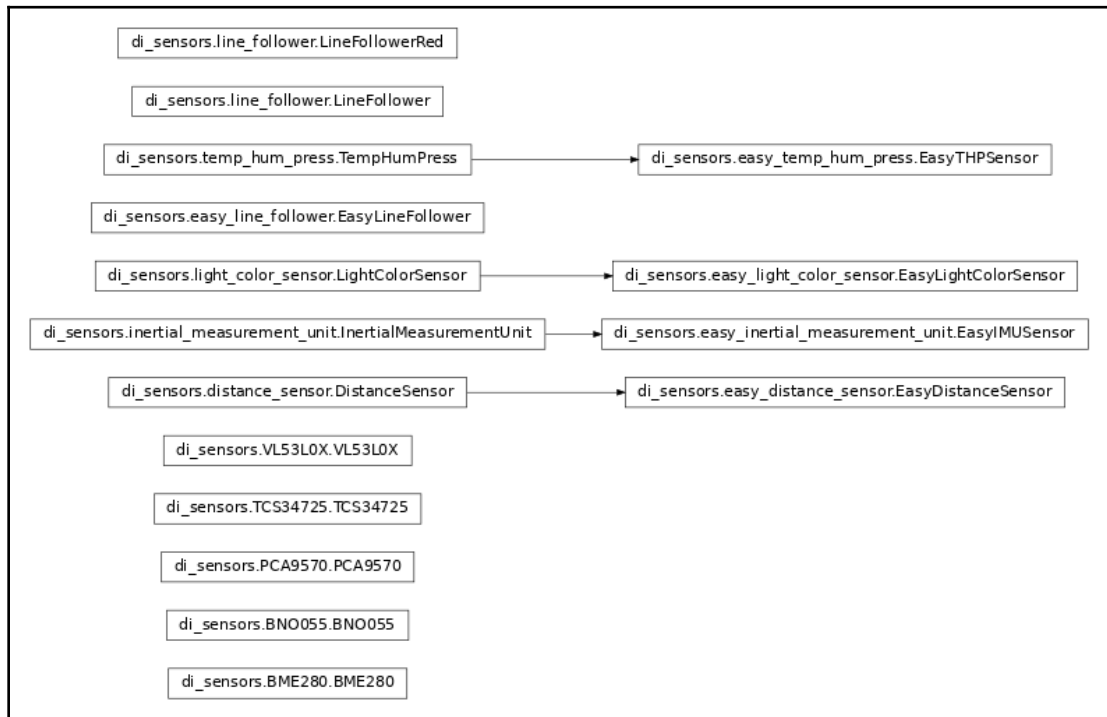 di_sensors.line_follower.LineFollowerRed
di_sensors.line_follower.LineFollower
di_sensors.temp_hum_press.TempHumPress
di_sensors.easy_temp_hum_press.EasyTHPSensor
di_sensors.easy_line_follower.EasyLineFollower
di_sensors.light_color_sensor.LightColorSensor
di_sensors.easy_light_color_sensor.EasyLightColorSensor
di_sensors.inertial_measurement_unit.InertialMeasurementUnit
di_sensors.easy_inertial_measurement_unit.EasyIMUSensor
di_sensors.distance_sensor.DistanceSensor
di_sensors.easy_distance_sensor.EasyDistanceSensor
di_sensors.VL53L0X.VL53L0X
di_sensors.TCS34725.TCS34725
di_sensors.PCA9570.PCA9570
di_sensors.BNO055.BNO055
di_sensors.BME280.BME280